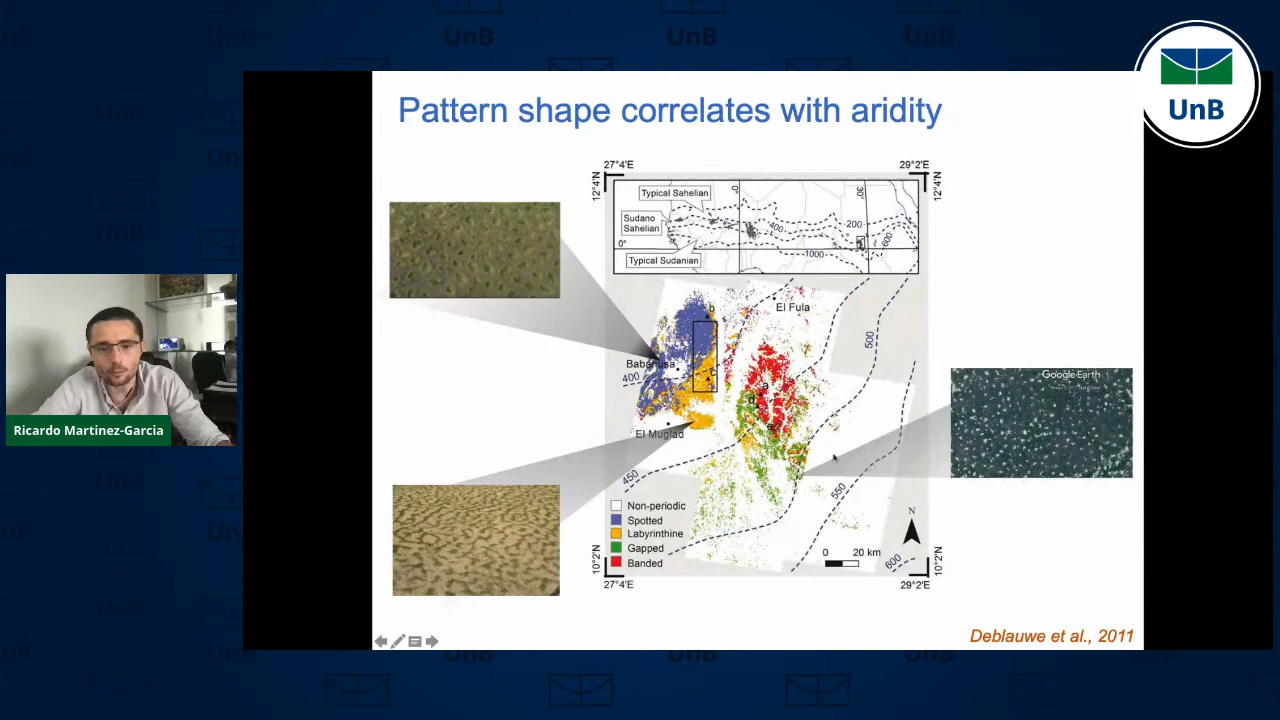 UnB
Pattern shape correlates with aridity
27°4'E
29°2'E
12°4'N
12°4'N
Typical Sahelian
0°
30°
Sudano
Sahelian
400
200
600
0°
1000
Typical Sudanian
b
El Fula
500
Babanusa
400
c
a
d
e
El Muglad
450
550
600
Google Earth
Non-periodic
Spotted
Labyrinthine
Gapped
Banded
N
0 20 km
10°2'N
10°2'N
27°4'E
29°2'E
Ricardo Martinez-Garcia
Deblauwe et al., 2011